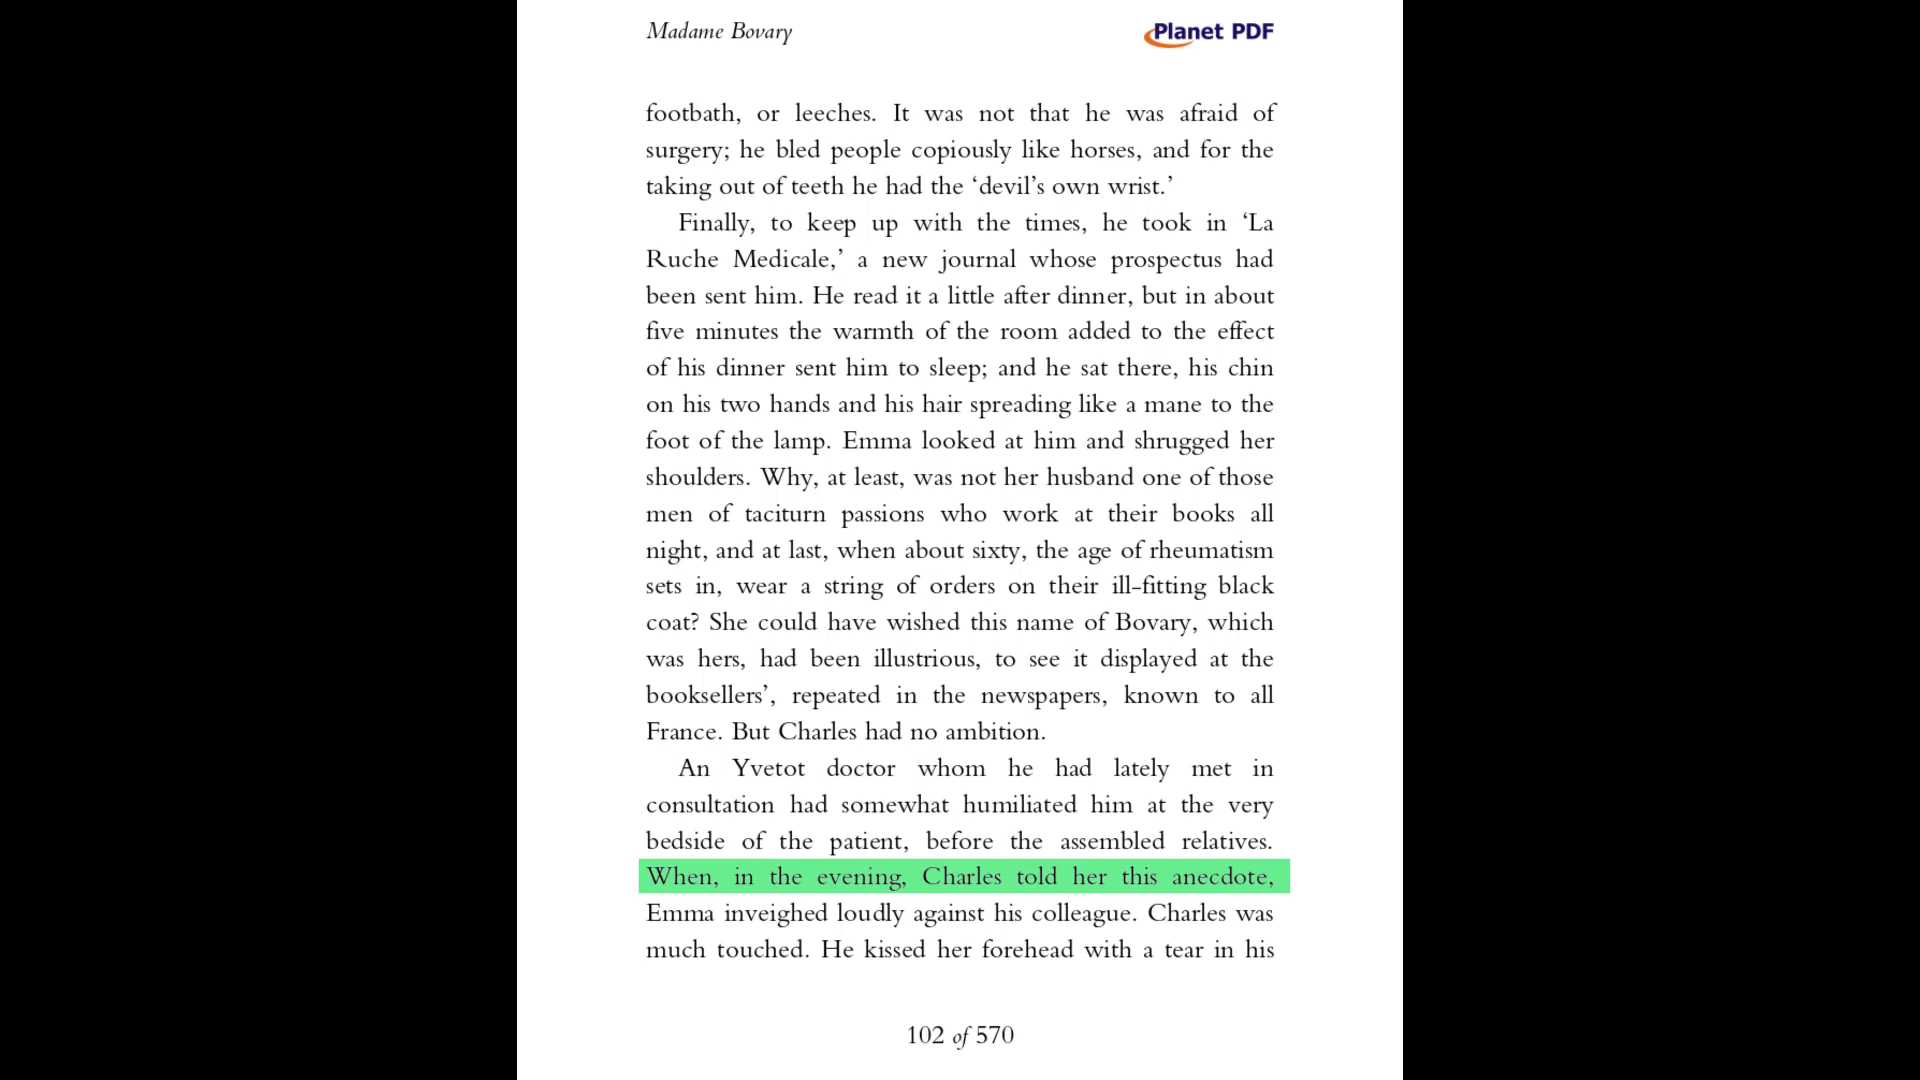 Madame Bovary
Planet PDF
footbath, or leeches. It was not that he was afraid of
surgery; he bled people copiously like horses, and for the
taking out of teeth he had the ‘devil’s own wrist.’
Finally, to keep up with the times, he took in ‘La
Ruche Medicale,’ a new journal whose prospectus had
been sent him. He read it a little after dinner, but in about
five minutes the warmth of the room added to the effect
of his dinner sent him to sleep; and he sat there, his chin
on his two hands and his hair spreading like a mane to the
foot of the lamp. Emma looked at him and shrugged her
shoulders. Why, at least, was not her husband one of those
men of taciturn passions who work at their books all
night, and at last, when about sixty, the age of rheumatism
sets in, wear a string of orders on their ill-fitting black
coat? She could have wished this name of Bovary, which
was hers, had been illustrious, to see it displayed at the
booksellers’, repeated in the newspapers, known to all
France. But Charles had no ambition.
An Yvetot doctor whom he had lately met in
consultation had somewhat humiliated him at the very
bedside of the patient, before the assembled relatives.
When, in the evening, Charles told her this anecdote,
Emma inveighed loudly against his colleague. Charles was
much touched. He kissed her forehead with a tear in his
102 of 570